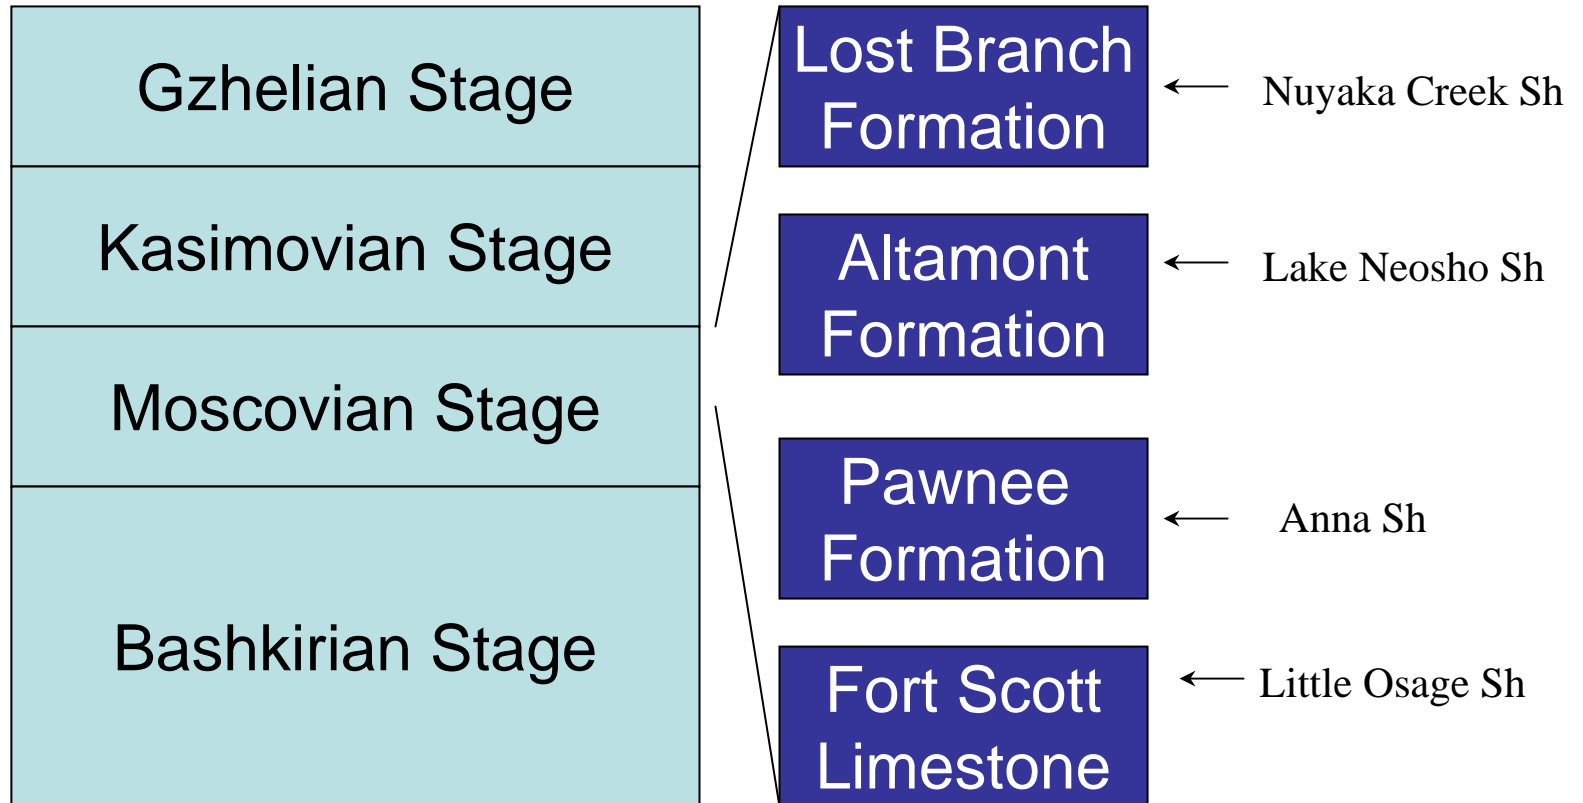 Gzhelian Stage
Kasimovian Stage
Moscovian Stage
Bashkirian Stage
Lost Branch
Formation
Nuyaka Creek Sh
Altamont
Formation
Lake Neosho Sh
Pawnee
Formation
Anna Sh
Fort Scott
Limestone
Little Osage Sh